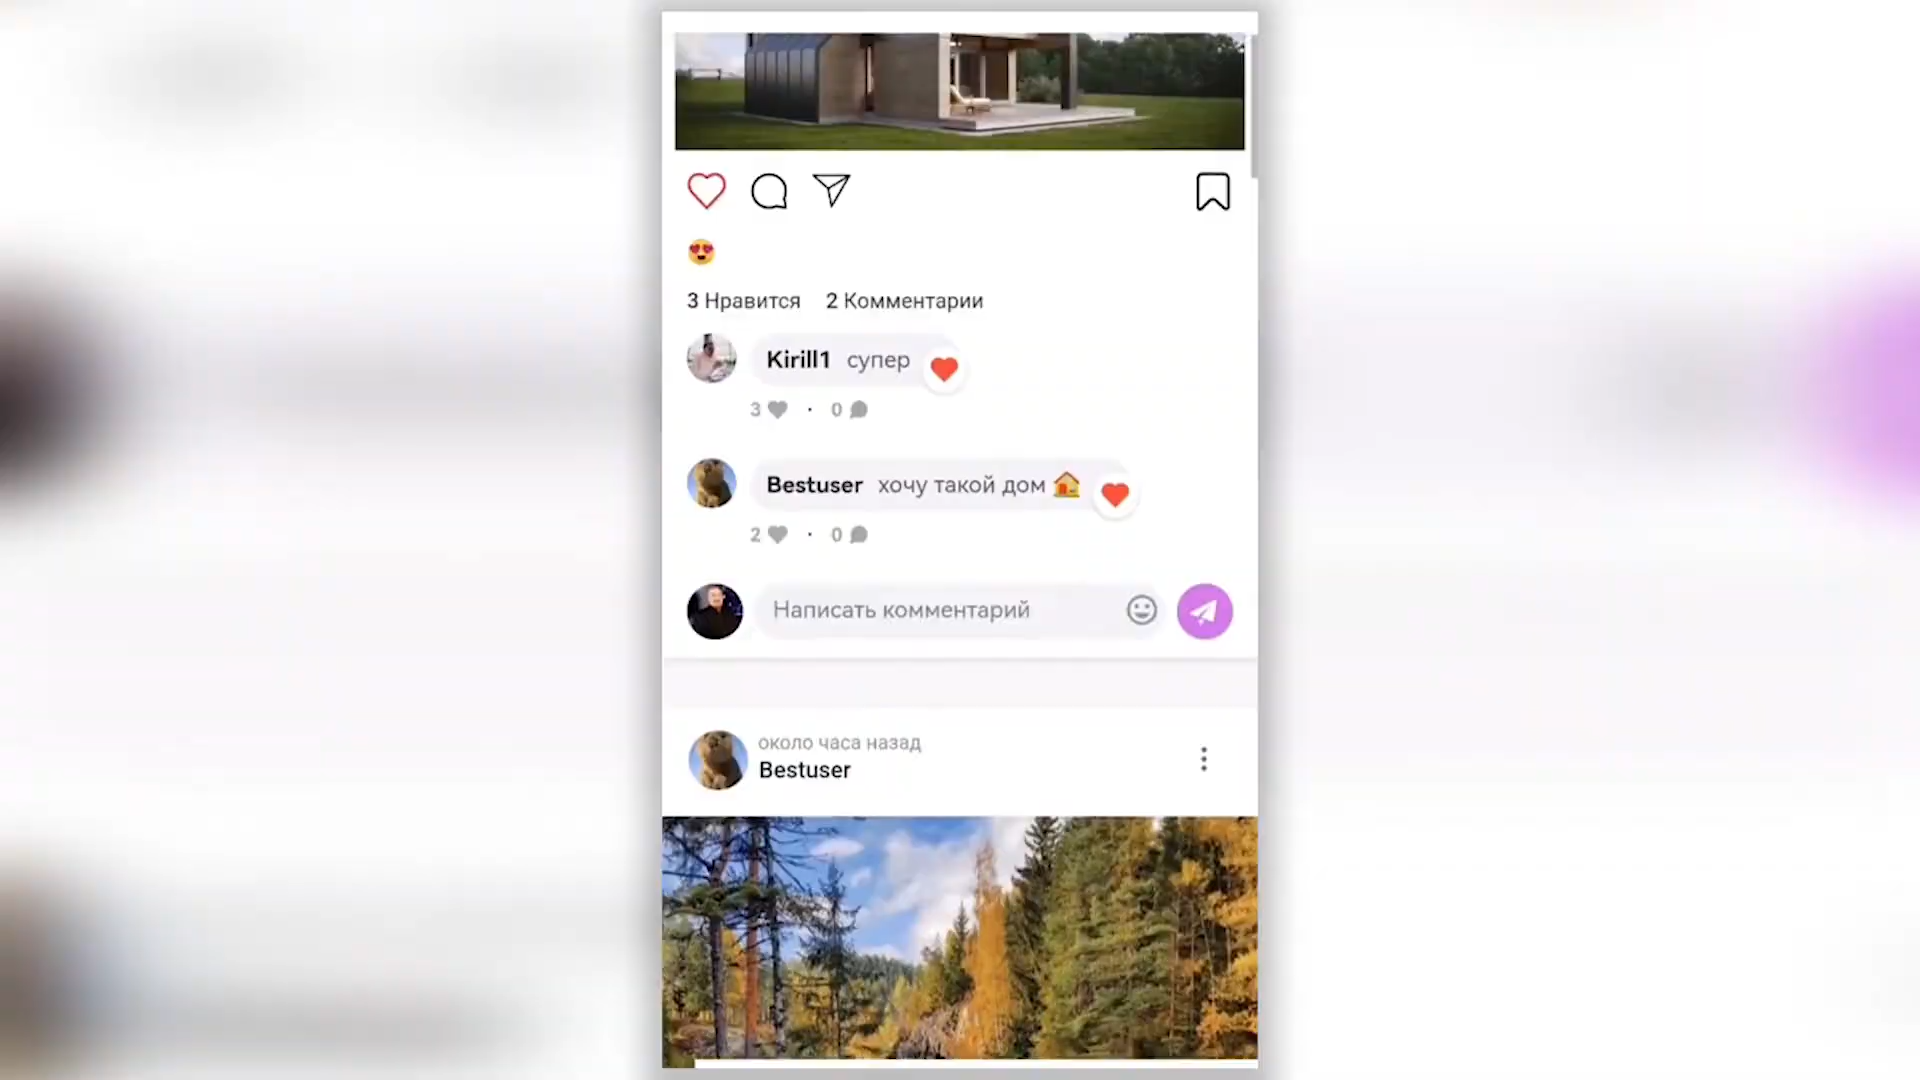 😍
3 Нравится 2 Комментарии
Kirill1 супер
3 · 0
Bestuser хочу такой дом 🏠
2 · 0
Написать комментарий
около часа назад
Bestuser